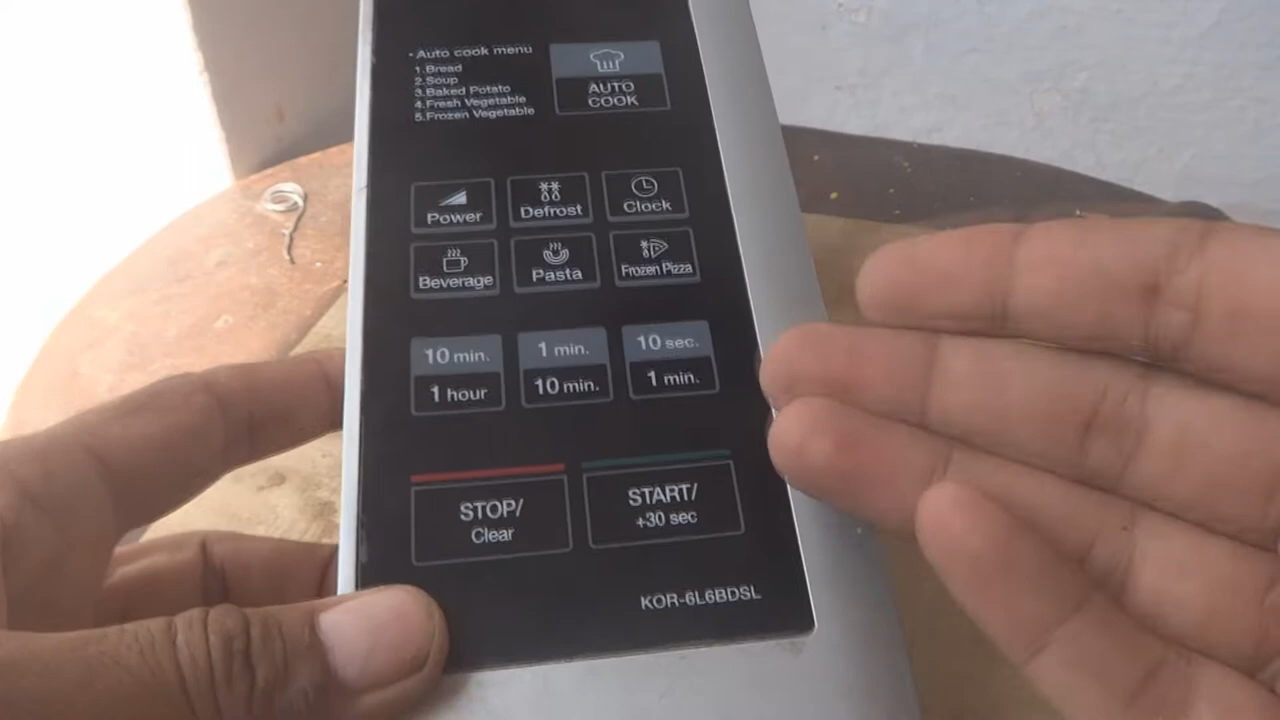 - Auto cook menu
1.Bread
2.Soup
3.Baked Potato
4.Fresh Vegetable
5.Frozen Vegetable
AUTO
COOK
Power
Defrost
Clock
Beverage
Pasta
Frozen Pizza
10 min.
1 hour
1 min.
10 min.
10 sec.
1 min.
STOP/
Clear
START/
+30 sec
KOR-6L6BDSL